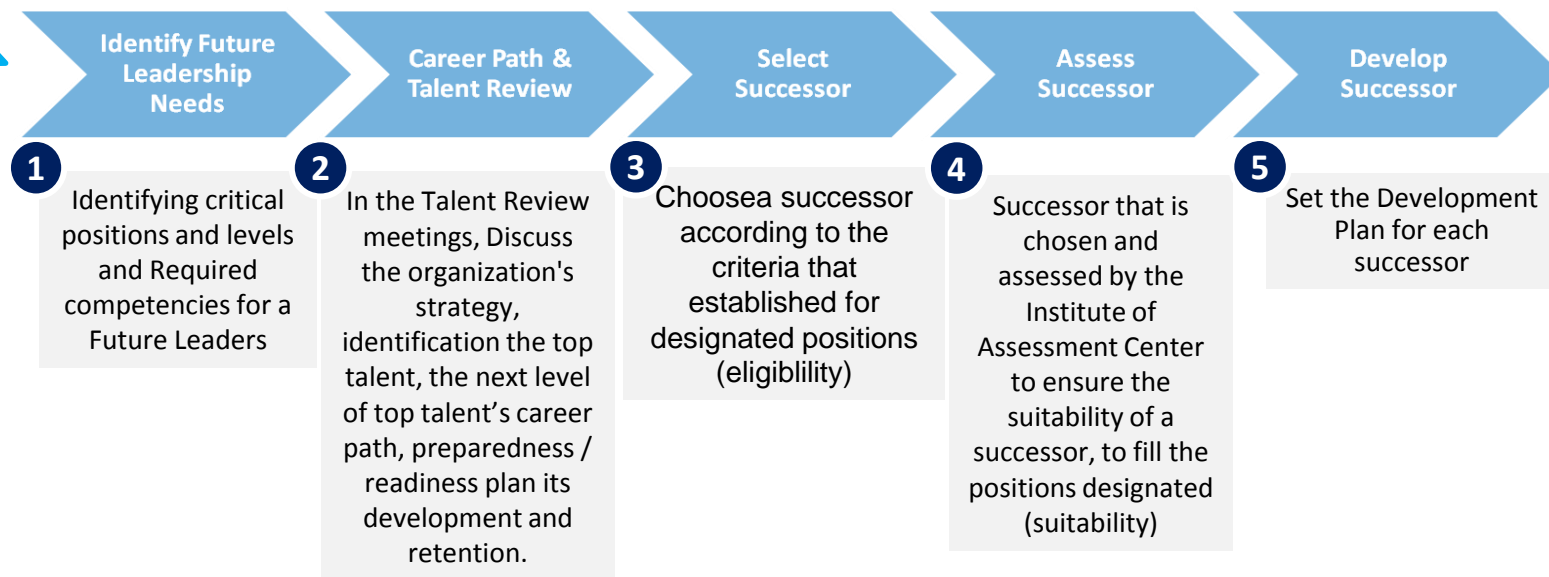 Identify Future
Leadership
Needs
Career Path &
Talent Review
Select
Successor
Assess
Successor
Develop
Successor
1
Identifying critical
positions and levels
and Required
competencies for a
Future Leaders
2
In the Talent Review
meetings, Discuss
the organization's
strategy,
identification the top
talent, the next level
of top talent’s career
path, preparedness /
readiness plan its
development and
retention.
3
Choosea successor
according to the
criteria that
established for
designated positions
(eligiblility)
4
Successor that is
chosen and
assessed by the
Institute of
Assessment Center
to ensure the
suitability of a
successor, to fill the
positions designated
(suitability)
5
Set the Development
Plan for each
successor